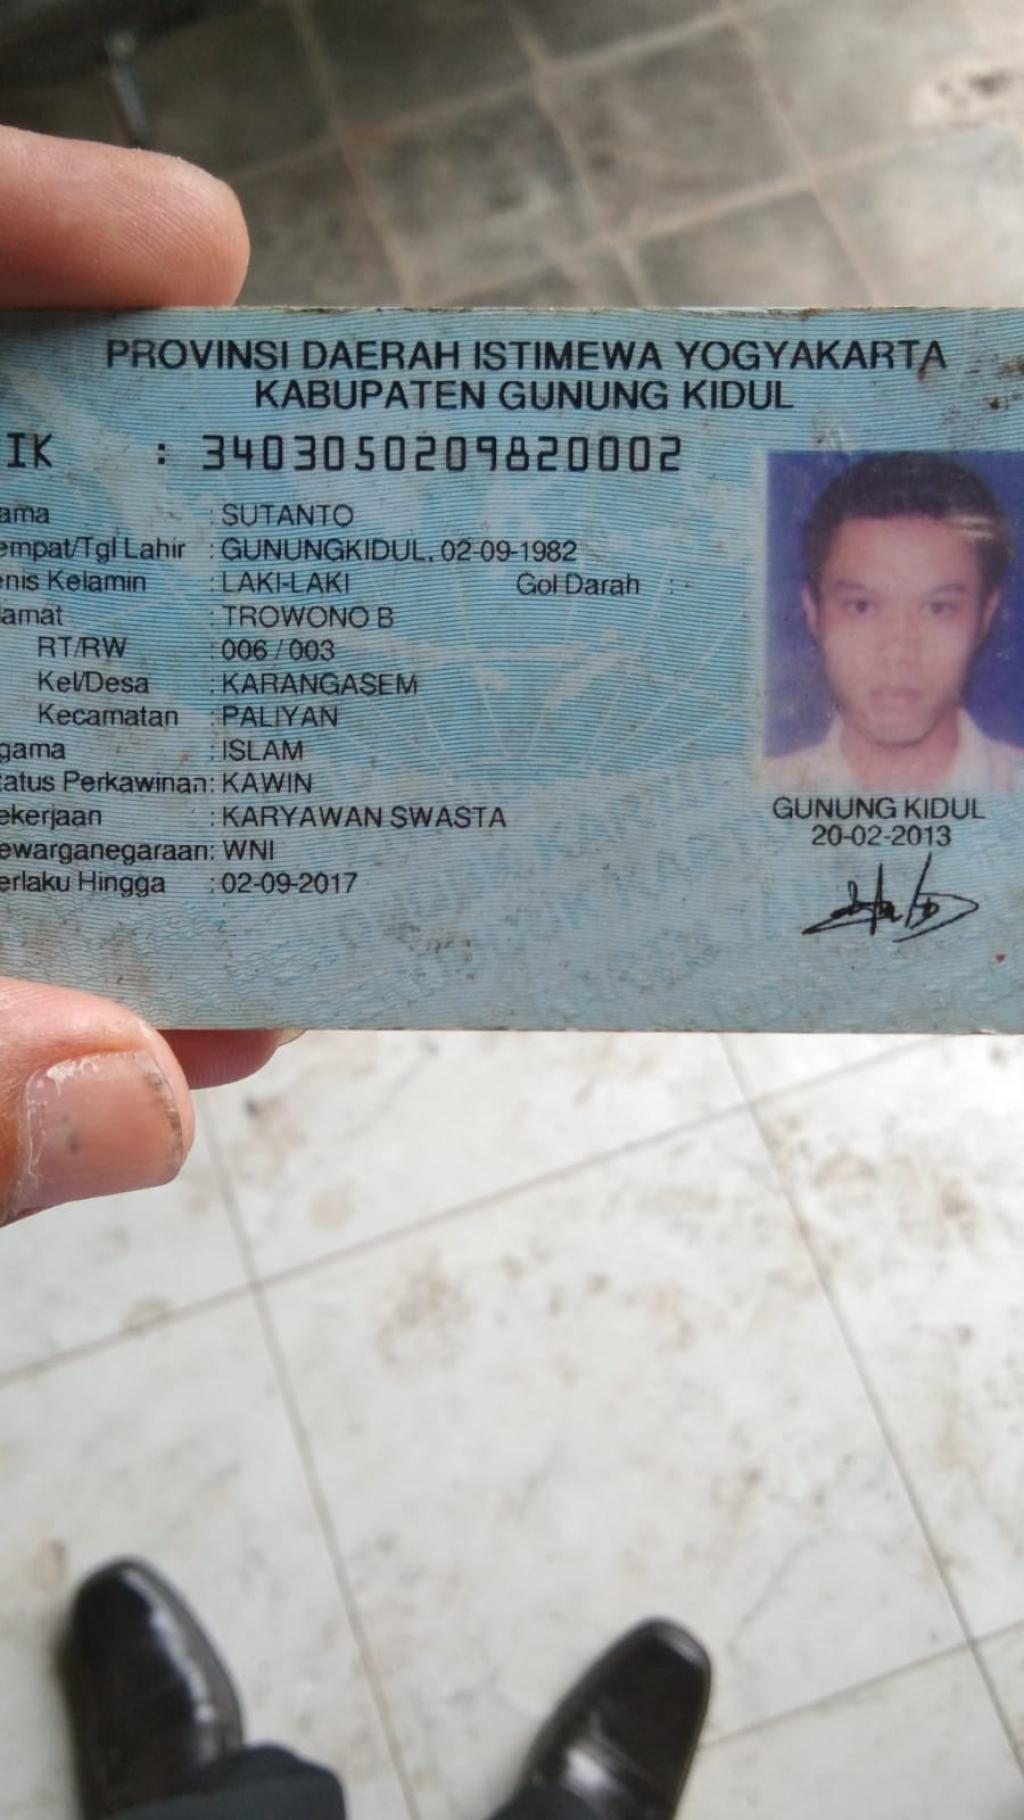 PROVINSI DAERAH ISTIMEWA YOGYAKARTA
KABUPATEN GUNUNG KIDUL
IK : 3403050209820002
ama : SUTANTO
empat/Tgl Lahir : GUNUNGKIDUL, 02-09-1982
enis Kelamin : LAKI-LAKI Gol Darah : -
lamat : TROWONO B
RT/RW : 006 / 003
Kel/Desa : KARANGASEM
Kecamatan : PALIYAN
gama : ISLAM
tatus Perkawinan: KAWIN
ekerjaan : KARYAWAN SWASTA
ewarganegaraan: WNI
erlaku Hingga : 02-09-2017
GUNUNG KIDUL
20-02-2013